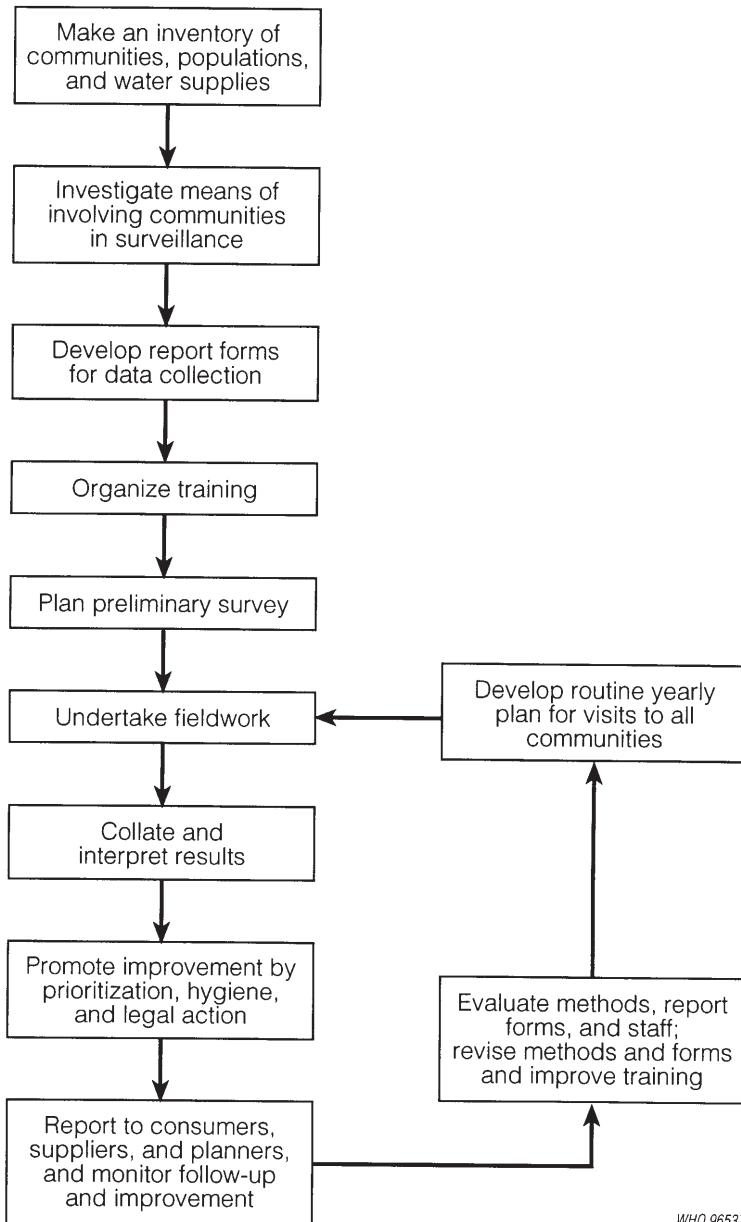 Make an inventory of
communities, populations,
and water supplies
Investigate means of
involving communities
in surveillance
Develop report forms
for data collection
Organize training
Plan preliminary survey
Undertake fieldwork
Develop routine yearly
plan for visits to all
communities
Collate and
interpret results
Promote improvement by
prioritization, hygiene,
and legal action
Evaluate methods, report
forms, and staff;
revise methods and forms
and improve training
Report to consumers,
suppliers, and planners,
and monitor follow-up
and improvement
WHO